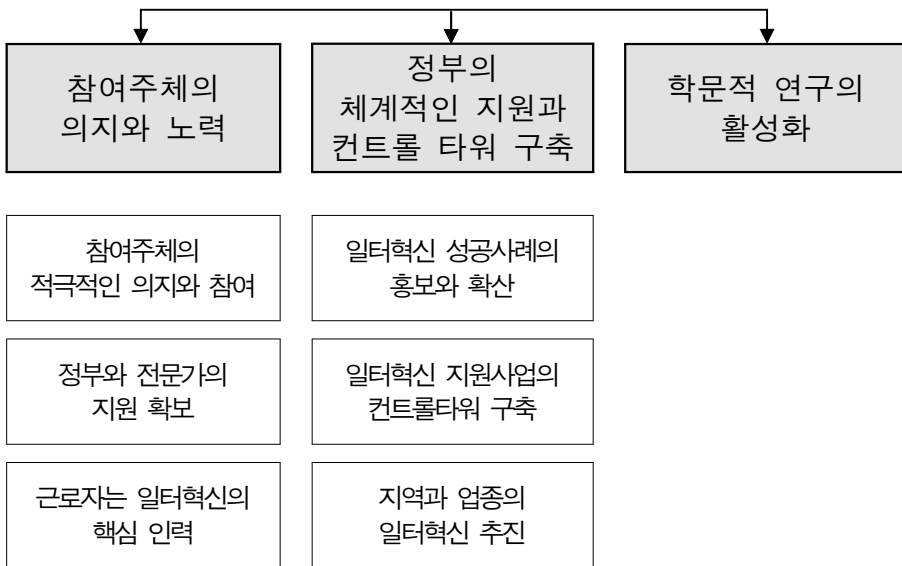 참여주체의
의지와 노력
정부의
체계적인 지원과
컨트롤 타워 구축
학문적 연구의
활성화
참여주체의
적극적인 의지와 참여
일터혁신 성공사례의
홍보와 확산
정부와 전문가의
지원 확보
일터혁신 지원사업의
컨트롤타워 구축
근로자는 일터혁신의
핵심 인력
지역과 업종의
일터혁신 추진